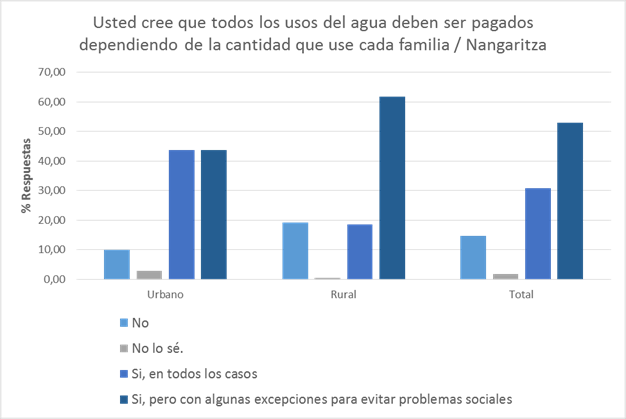 Usted cree que todos los usos del agua deben ser pagados
dependiendo de la cantidad que use cada familia / Nangaritza
70,00
60,00
50,00
40,00
30,00
20,00
10,00
0,00
% Respuestas
Urbano
Rural
Total
No
No lo sé.
Si, en todos los casos
Si, pero con algunas excepciones para evitar problemas sociales